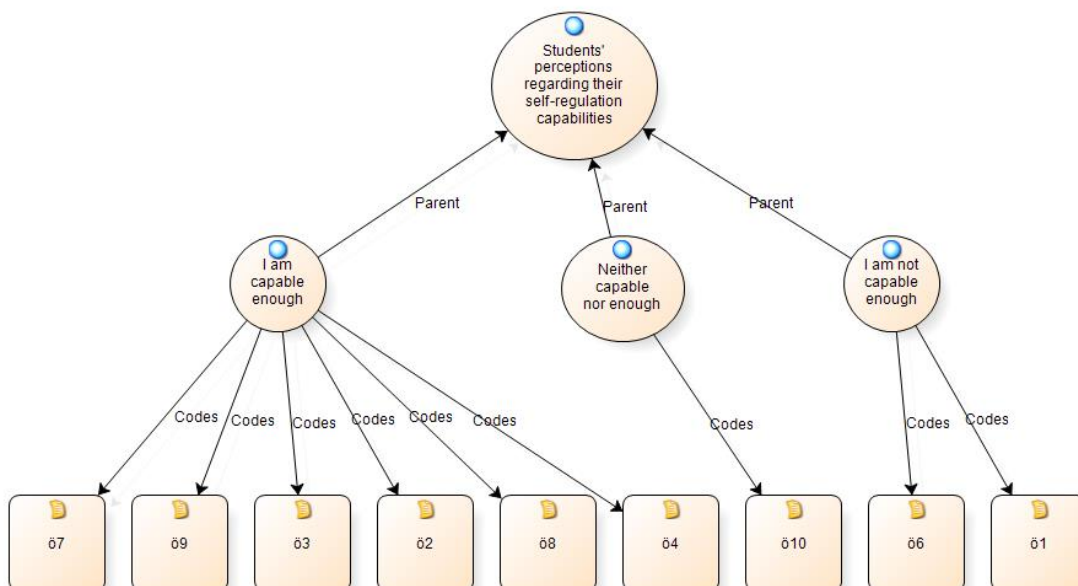 Students'
perceptions
regarding their
self-regulation
capabilities
Parent
Parent
Parent
I am
capable
enough
Neither
capable
nor enough
I am not
capable
enough
Codes
Codes
Codes
Codes
Codes
Codes
Codes
Codes
Codes
ö7
ö9
ö3
ö2
ö8
ö4
ö10
ö6
ö1